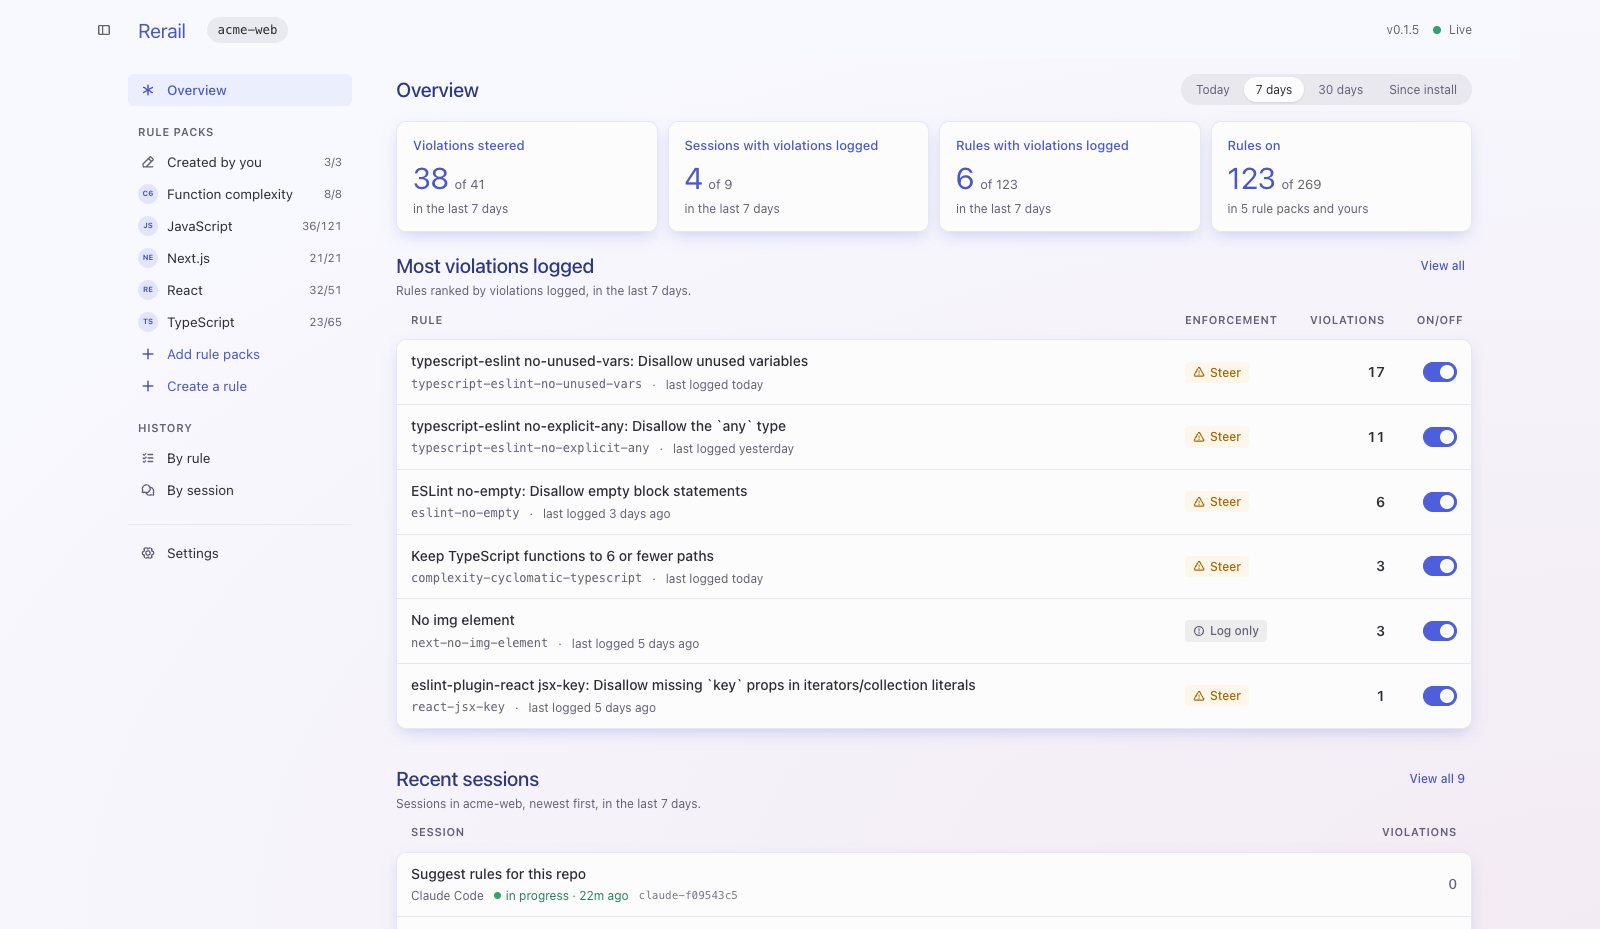 Rerail
acme-web
v0.1.5
Live
Overview
RULE PACKS
Created by you 3/3
C6 Function complexity 8/8
JS JavaScript 36/121
NE Next.js 21/21
RE React 32/51
TS TypeScript 23/65
Add rule packs
Create a rule
HISTORY
By rule
By session
Settings
Overview
Today 7 days 30 days Since install
Violations steered
38 of 41
in the last 7 days
Sessions with violations logged
4 of 9
in the last 7 days
Rules with violations logged
6 of 123
in the last 7 days
Rules on
123 of 269
in 5 rule packs and yours
Most violations logged
View all
Rules ranked by violations logged, in the last 7 days.
RULE ENFORCEMENT VIOLATIONS ON/OFF
typescript-eslint no-unused-vars: Disallow unused variables
typescript-eslint-no-unused-vars · last logged today
Steer 17
typescript-eslint no-explicit-any: Disallow the `any` type
typescript-eslint-no-explicit-any · last logged yesterday
Steer 11
ESLint no-empty: Disallow empty block statements
eslint-no-empty · last logged 3 days ago
Steer 6
Keep TypeScript functions to 6 or fewer paths
complexity-cyclomatic-typescript · last logged today
Steer 3
No img element
next-no-img-element · last logged 5 days ago
Log only 3
eslint-plugin-react jsx-key: Disallow missing `key` props in iterators/collection literals
react-jsx-key · last logged 5 days ago
Steer 1
Recent sessions
View all 9
Sessions in acme-web, newest first, in the last 7 days.
SESSION VIOLATIONS
Suggest rules for this repo
Claude Code in progress · 22m ago claude-f09543c5
0